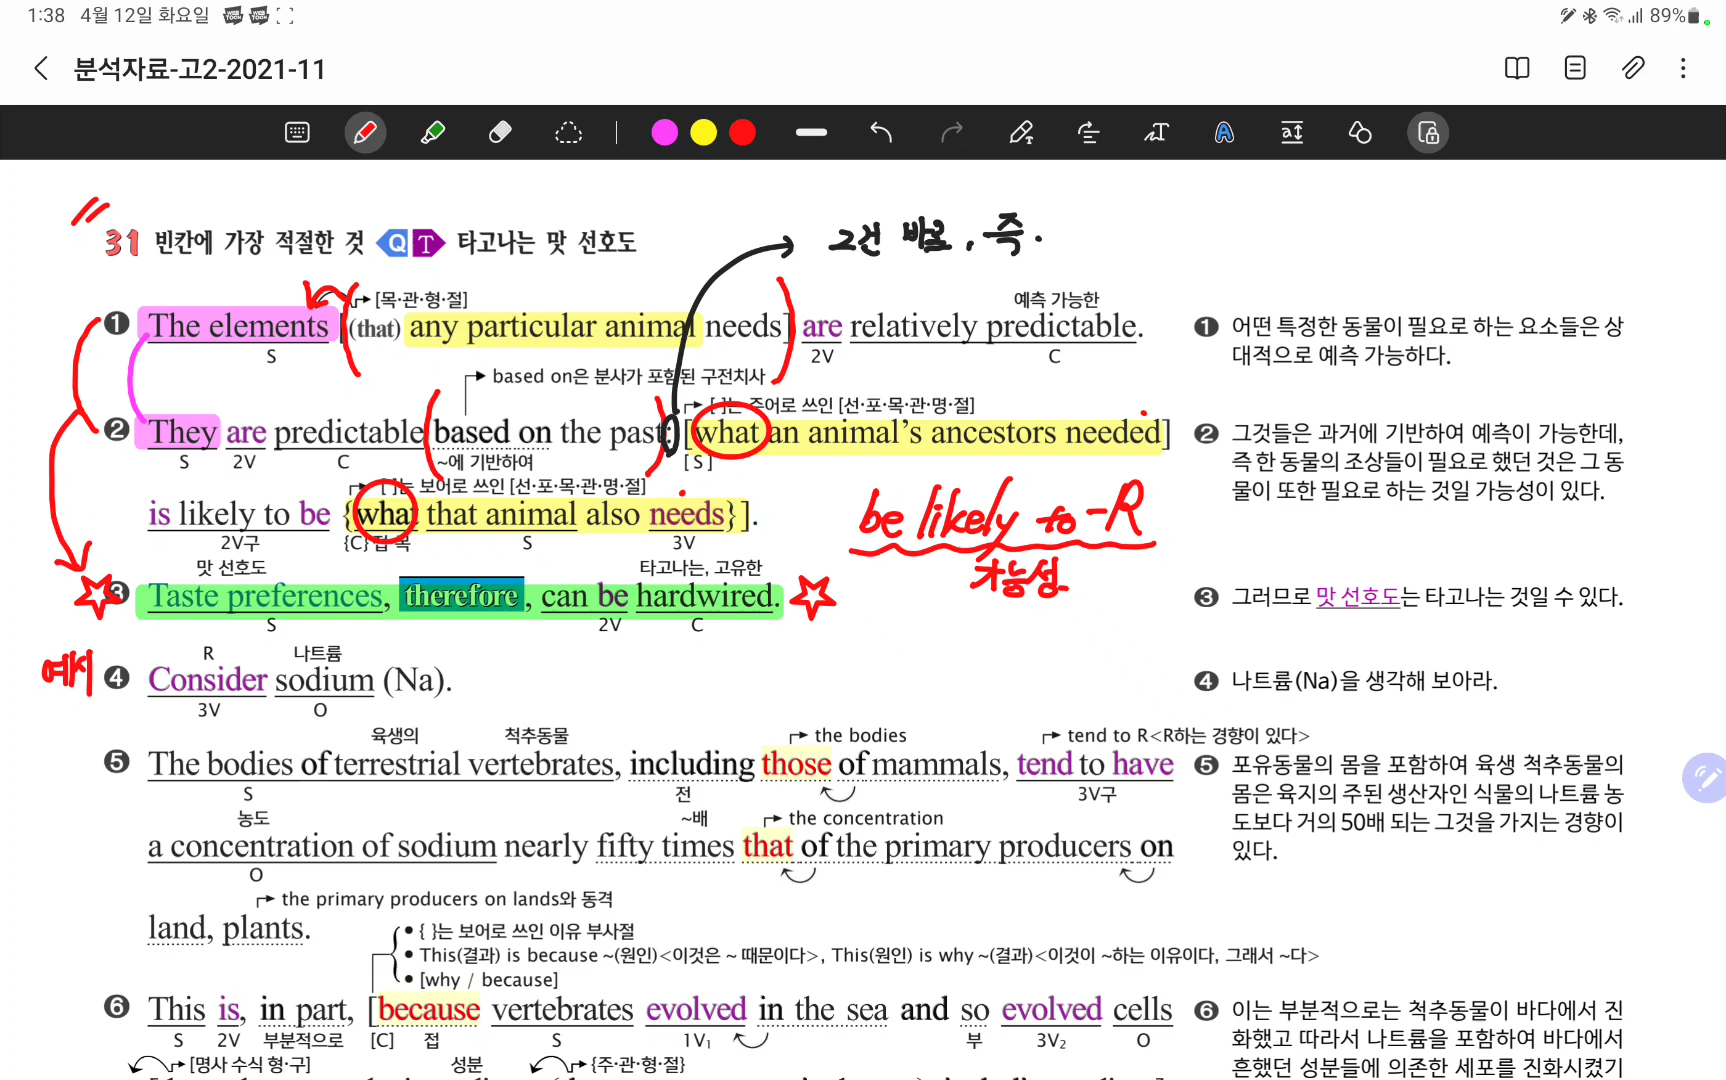 1:38 4월 12일 화요일
89%
분석자료-고2-2021-11
31 빈칸에 가장 적절한 것 Q T 타고나는 맛 선호도
그건 바로, 즉.
[목·관·형·절] 예측 가능한
❶ The elements [(that) any particular animal needs] are relatively predictable.
S 2V C
❶ 어떤 특정한 동물이 필요로 하는 요소들은 상
대적으로 예측 가능하다.
based on은 분사가 포함된 구전치사
[ ]는 주어로 쓰인 [선·포·목·관·명·절]
❷ They are predictable based on the past: [what an animal's ancestors needed]
S 2V C ~에 기반하여 [S]
[ ]는 보어로 쓰인 [선·포·목·관·명·절]
is likely to be {what that animal also needs}].
2V구 {C} 접 목 S 3V
❷ 그것들은 과거에 기반하여 예측이 가능한데,
즉 한 동물의 조상들이 필요로 했던 것은 그 동
물이 또한 필요로 하는 것일 가능성이 있다.
be likely to-R
가능성
맛 선호도 타고나는, 고유한
❸ Taste preferences, therefore, can be hardwired.
S 2V C
❸ 그러므로 맛 선호도는 타고나는 것일 수 있다.
예시
R 나트륨
❹ Consider sodium (Na).
3V O
❹ 나트륨(Na)을 생각해 보아라.
육생의 척추동물 the bodies tend to R<R하는 경향이 있다>
❺ The bodies of terrestrial vertebrates, including those of mammals, tend to have
S 전 3V구
농도 ~배 the concentration
a concentration of sodium nearly fifty times that of the primary producers on
O
the primary producers on lands와 동격
land, plants.
❺ 포유동물의 몸을 포함하여 육생 척추동물의
몸은 육지의 주된 생산자인 식물의 나트륨 농
도보다 거의 50배 되는 그것을 가지는 경향이
있다.
• { }는 보어로 쓰인 이유 부사절
• This(결과) is because ~(원인)<이것은 ~ 때문이다>, This(원인) is why ~(결과)<이것이 ~하는 이유이다, 그래서 ~다>
• [why / because]
❻ This is, in part, [because vertebrates evolved in the sea and so evolved cells
S 2V 부분적으로 [C] 접 S 1V₁ 부 3V₂ O
[명사 수식 형·구] 성분 {주·관·형·절}
❻ 이는 부분적으로는 척추동물이 바다에서 진
화했고 따라서 나트륨을 포함하여 바다에서
흔했던 성분들에 의존한 세포를 진화시켰기